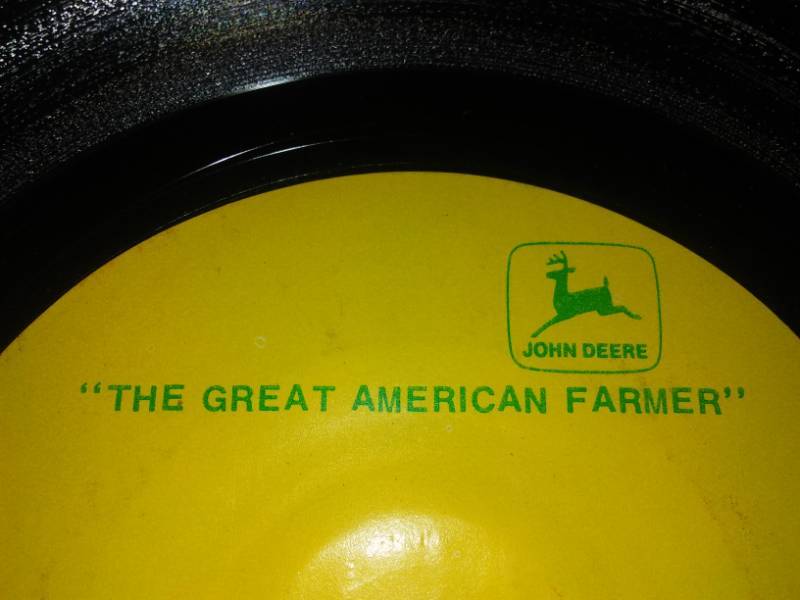 JOHN DEERE
“THE GREAT AMERICAN FARMER”